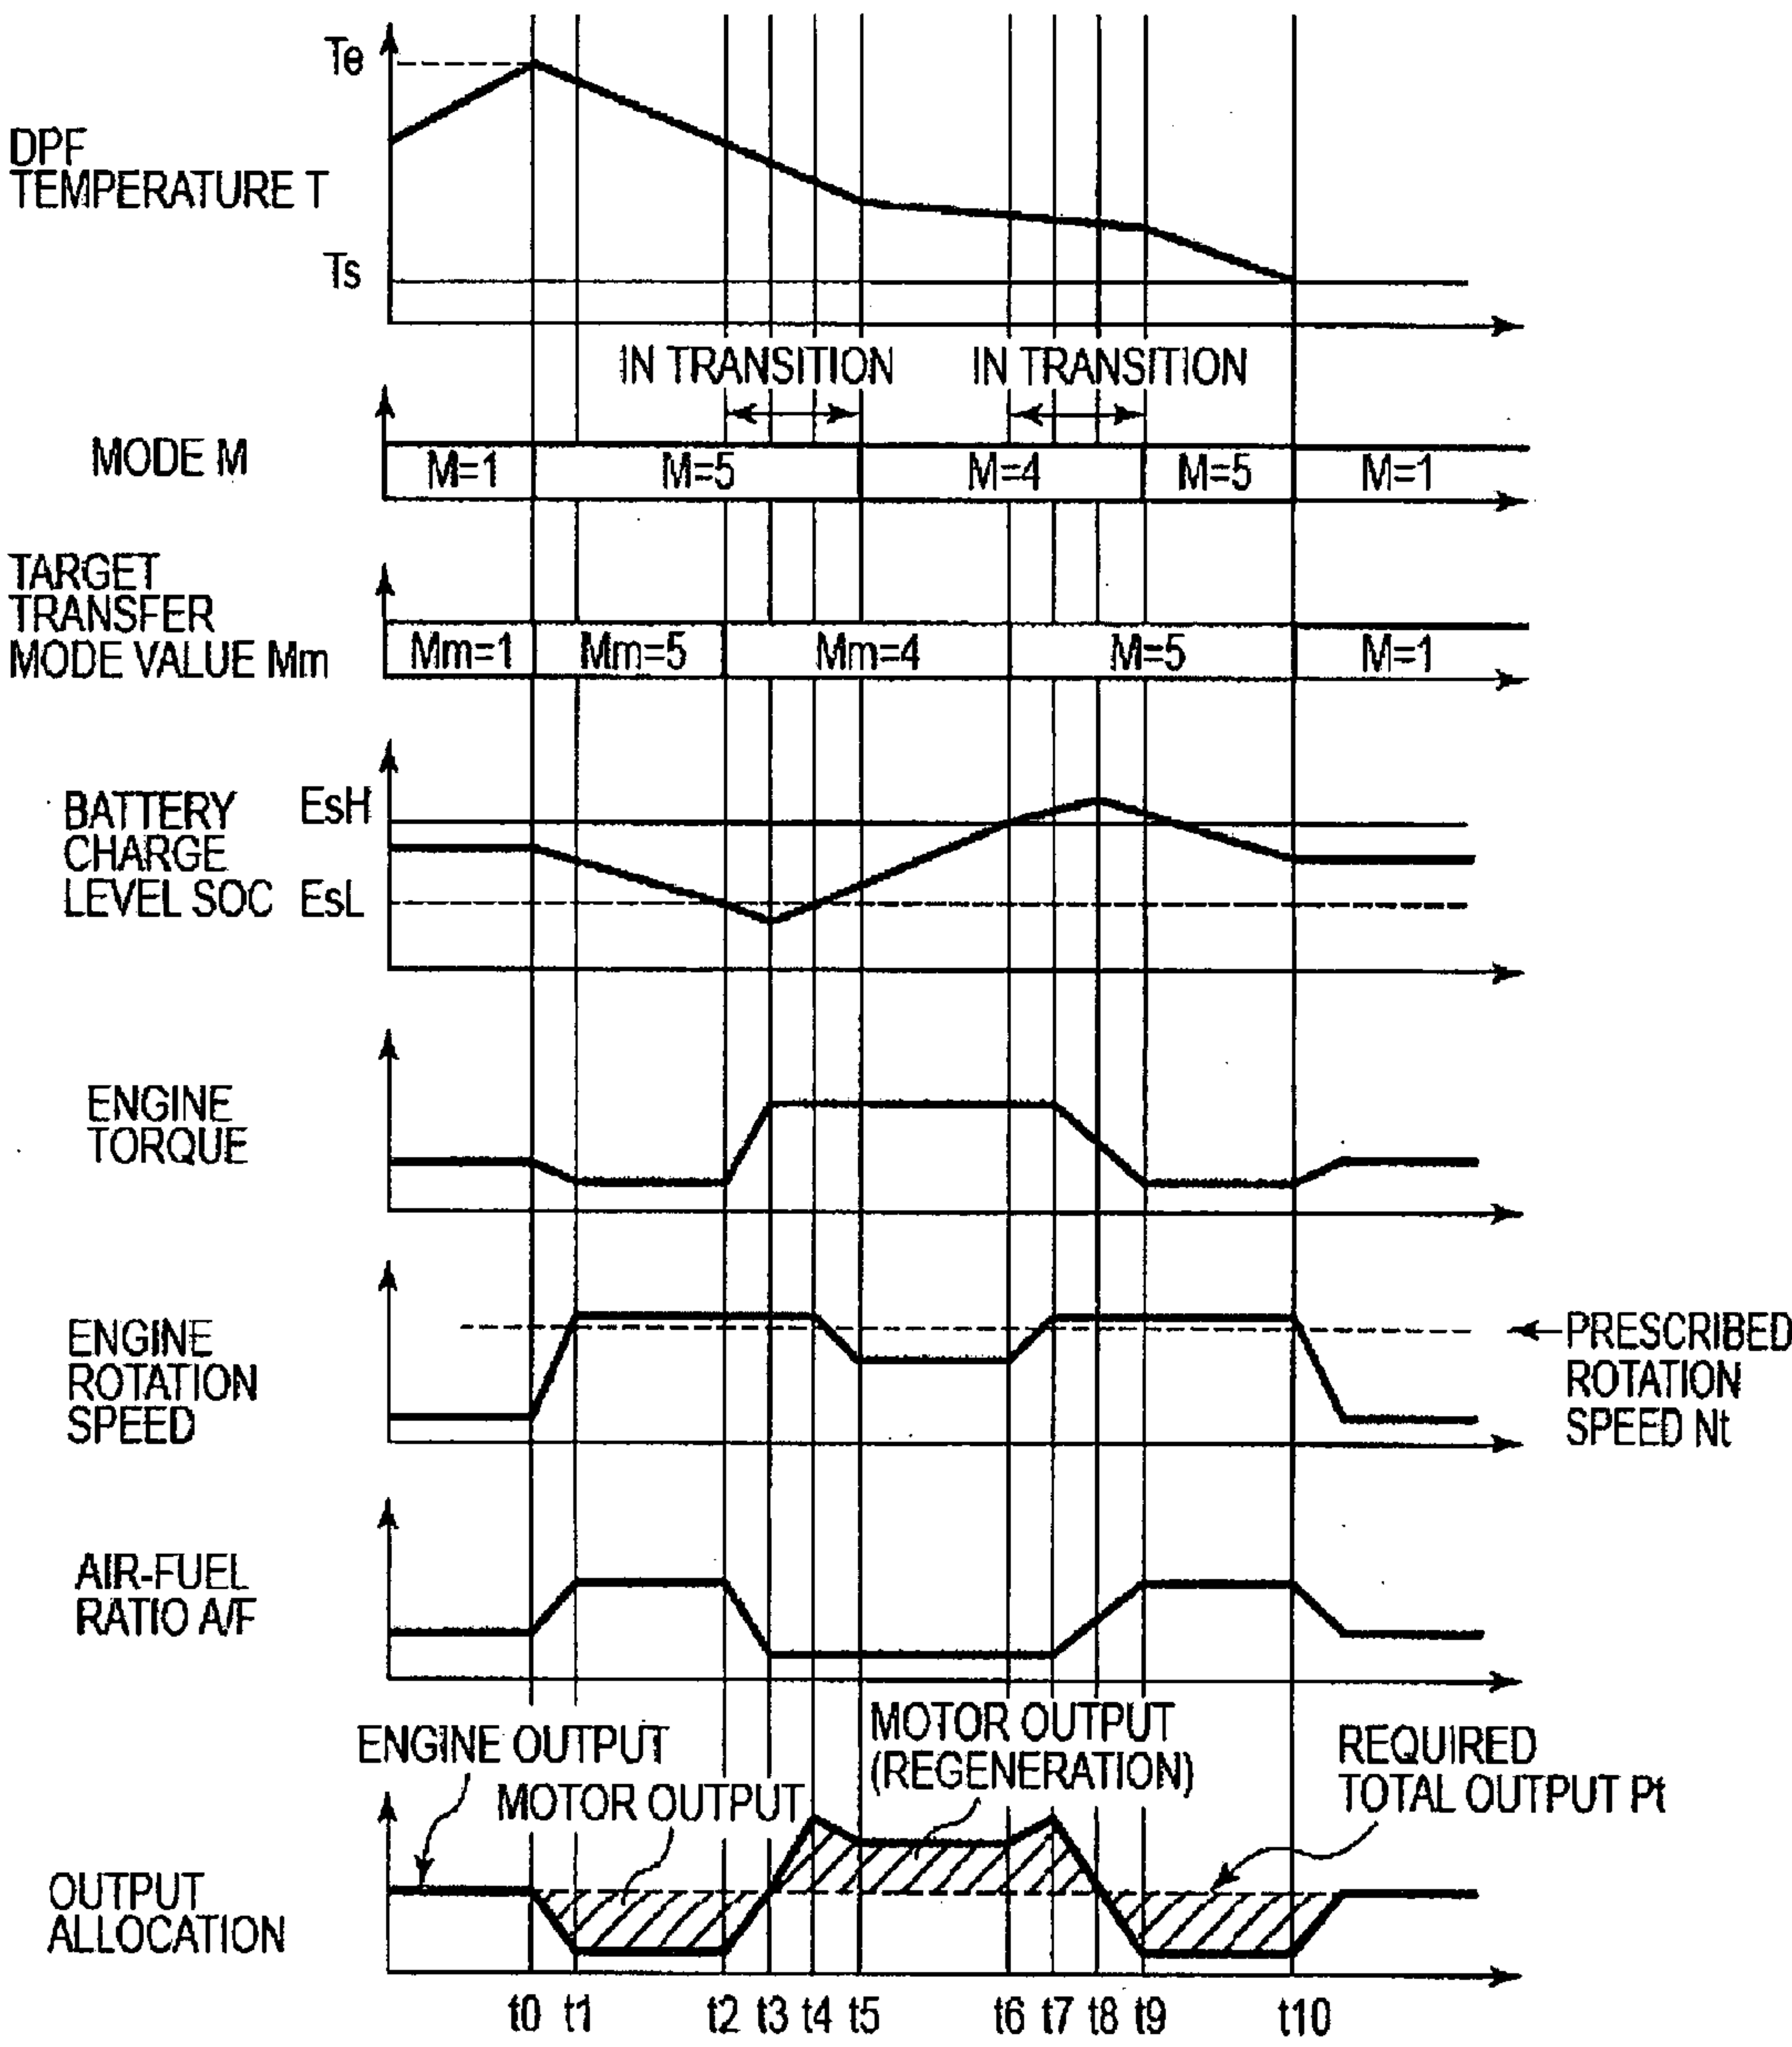 Te
DPF
TEMPERATURE T
Ts
IN TRANSITION IN TRANSITION
MODE M
M=1 M=5 M=4 M=5 M=1
TARGET
TRANSFER
MODE VALUE Mm
Mm=1 Mm=5 Mm=4 M=5 M=1
BATTERY
CHARGE
LEVEL SOC
EsH
EsL
ENGINE
TORQUE
ENGINE
ROTATION
SPEED
PRESCRIBED
ROTATION
SPEED Nt
AIR-FUEL
RATIO A/F
ENGINE OUTPUT
MOTOR OUTPUT
MOTOR OUTPUT
(REGENERATION)
REQUIRED
TOTAL OUTPUT Pt
OUTPUT
ALLOCATION
t0 t1 t2 t3 t4 t5 t6 t7 t8 t9 t10